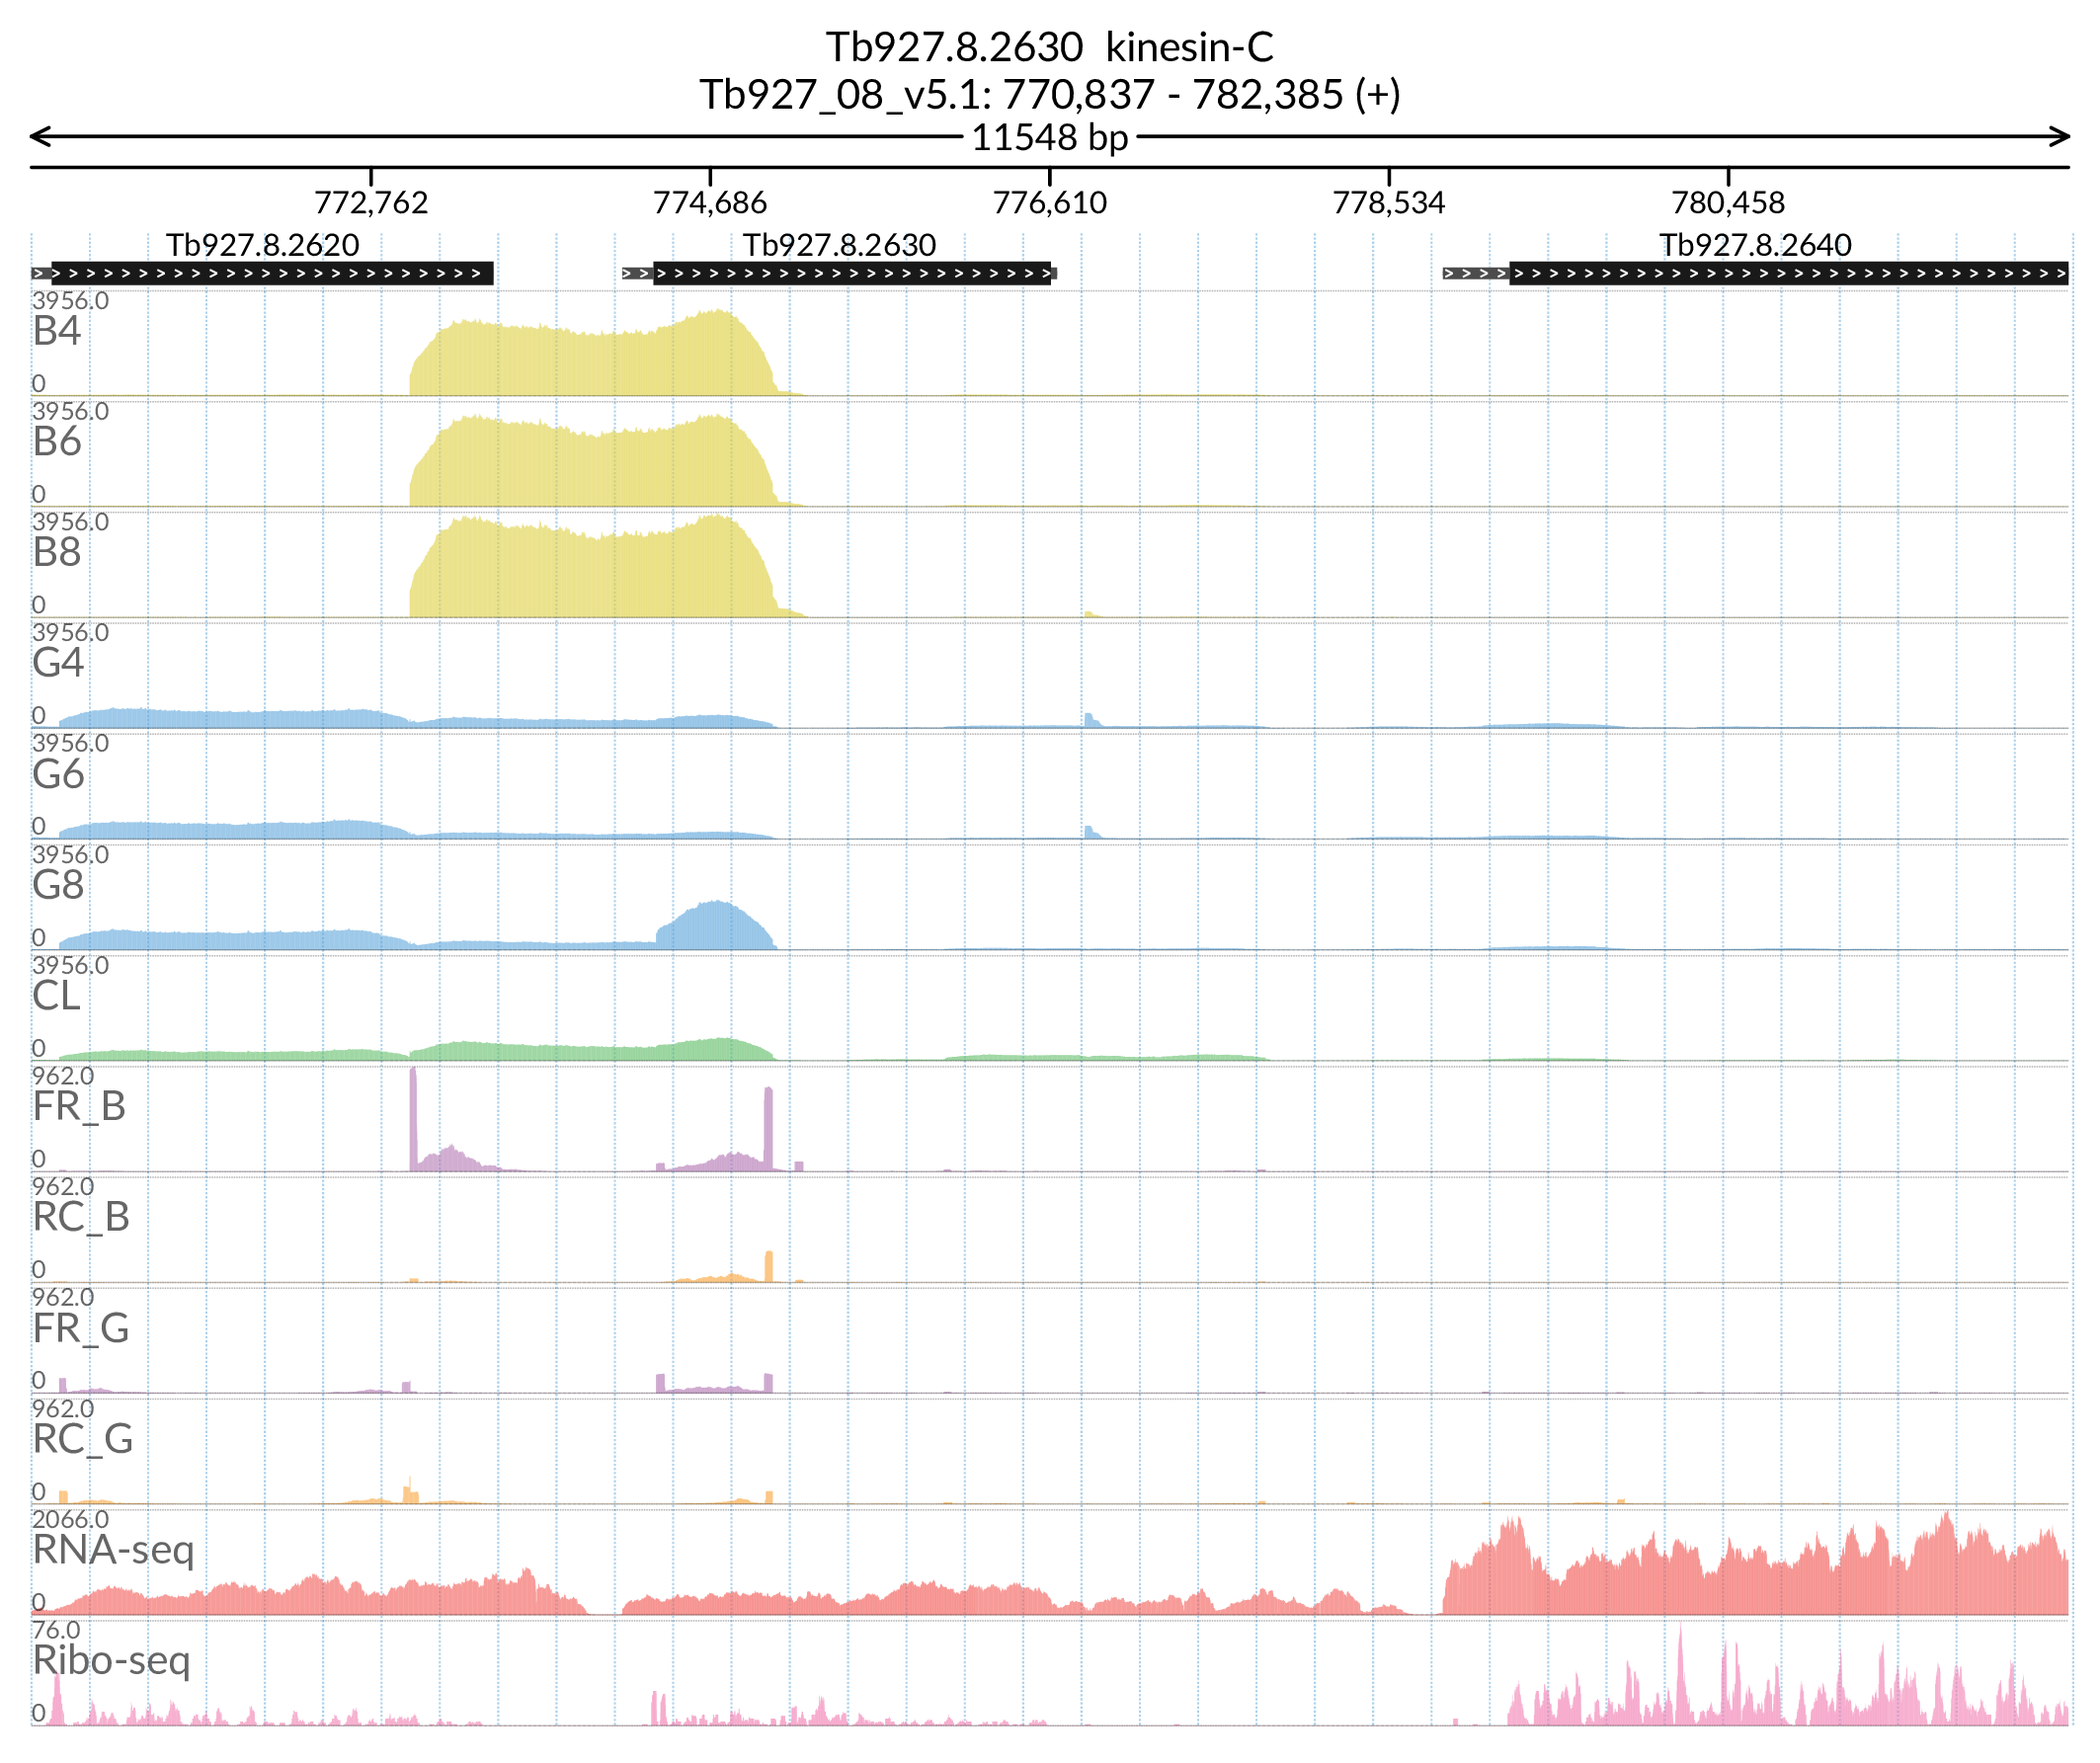 Tb927.8.2630 kinesin-C
Tb927_08_v5.1: 770,837 - 782,385 (+)
11548 bp
772,762 774,686 776,610 778,534 780,458
Tb927.8.2620 Tb927.8.2630 Tb927.8.2640
3956.0
B4
0
3956.0
B6
0
3956.0
B8
0
3956.0
G4
0
3956.0
G6
0
3956.0
G8
0
3956.0
CL
0
962.0
FR_B
0
962.0
RC_B
0
962.0
FR_G
0
962.0
RC_G
0
2066.0
RNA-seq
0
76.0
Ribo-seq
0